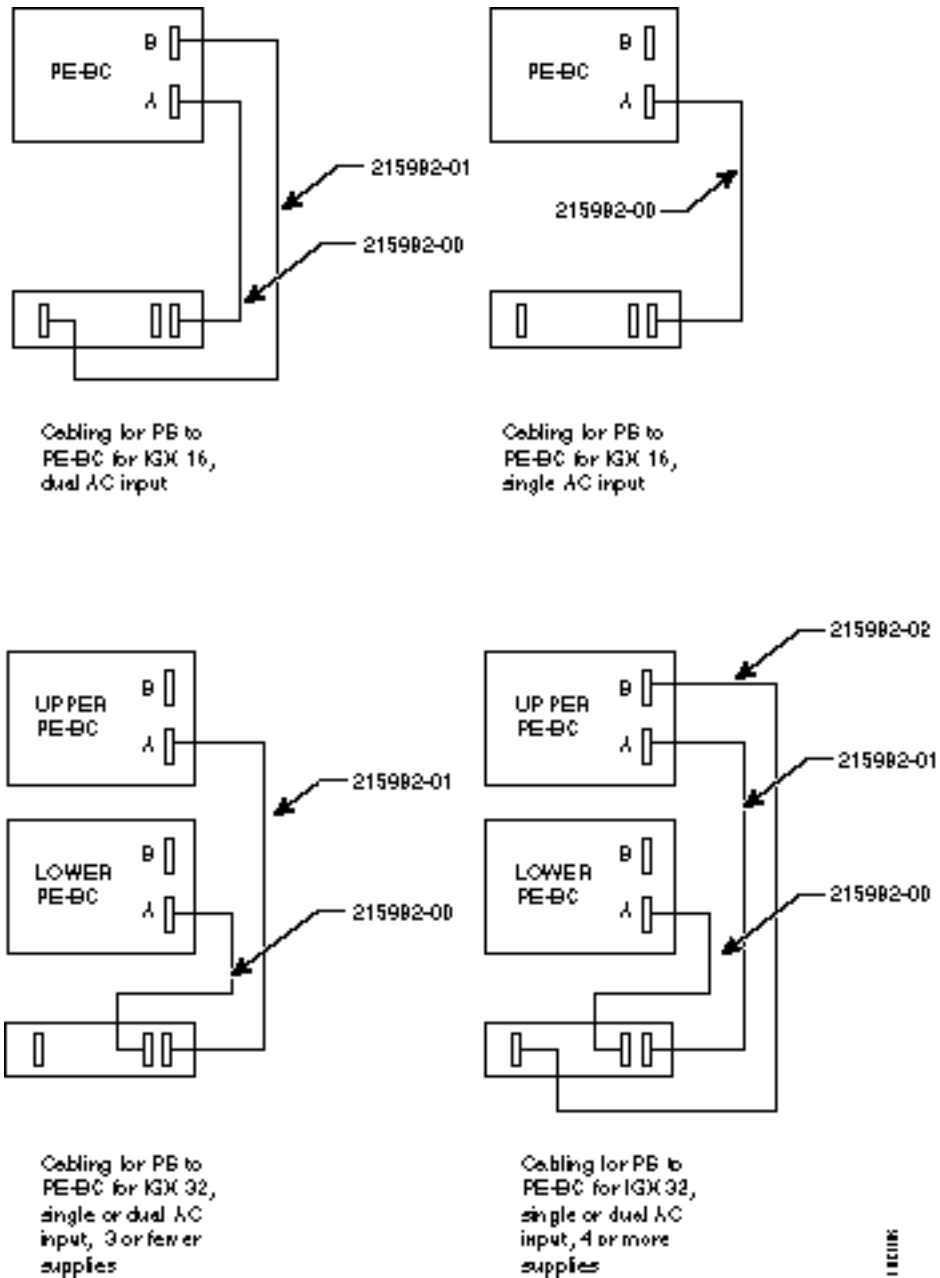 B
PE-BC
A
215982-01
215982-00
Cabling for PS to
PE-BC for IGX 16,
dual AC input
B
PE-BC
A
215982-00
Cabling for PS to
PE-BC for IGX 16,
single AC input
B
UPPER
PE-BC
A
215982-01
B
LOWER
PE-BC
A
215982-00
Cabling for PS to
PE-BC for IGX 32,
single or dual AC
input, 3 or fewer
supplies
215982-02
B
UPPER
PE-BC
A
215982-01
B
LOWER
PE-BC
A
215982-00
Cabling for PS to
PE-BC for IGX 32,
single or dual AC
input, 4 or more
supplies